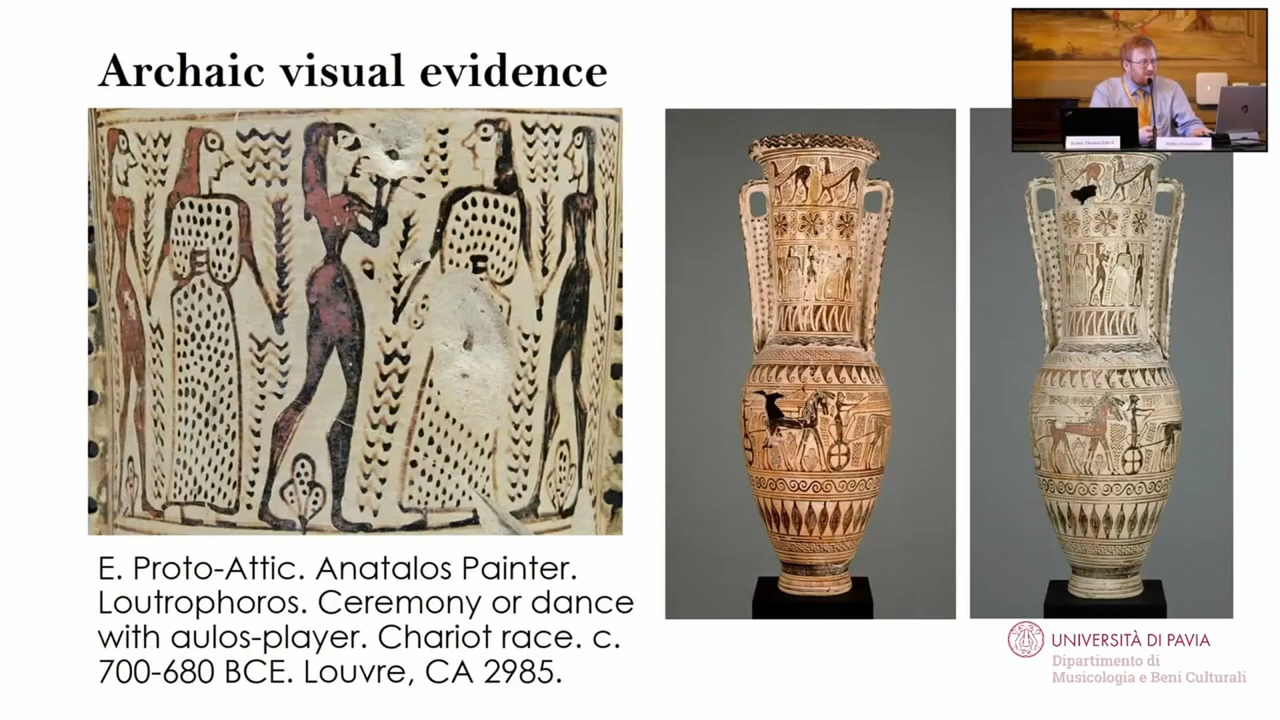 Archaic visual evidence
E. Proto-Attic. Anatalos Painter.
Loutrophoros. Ceremony or dance
with aulos-player. Chariot race. c.
700-680 BCE. Louvre, CA 2985.
UNIVERSITÀ DI PAVIA
Dipartimento di
Musicologia e Beni Culturali